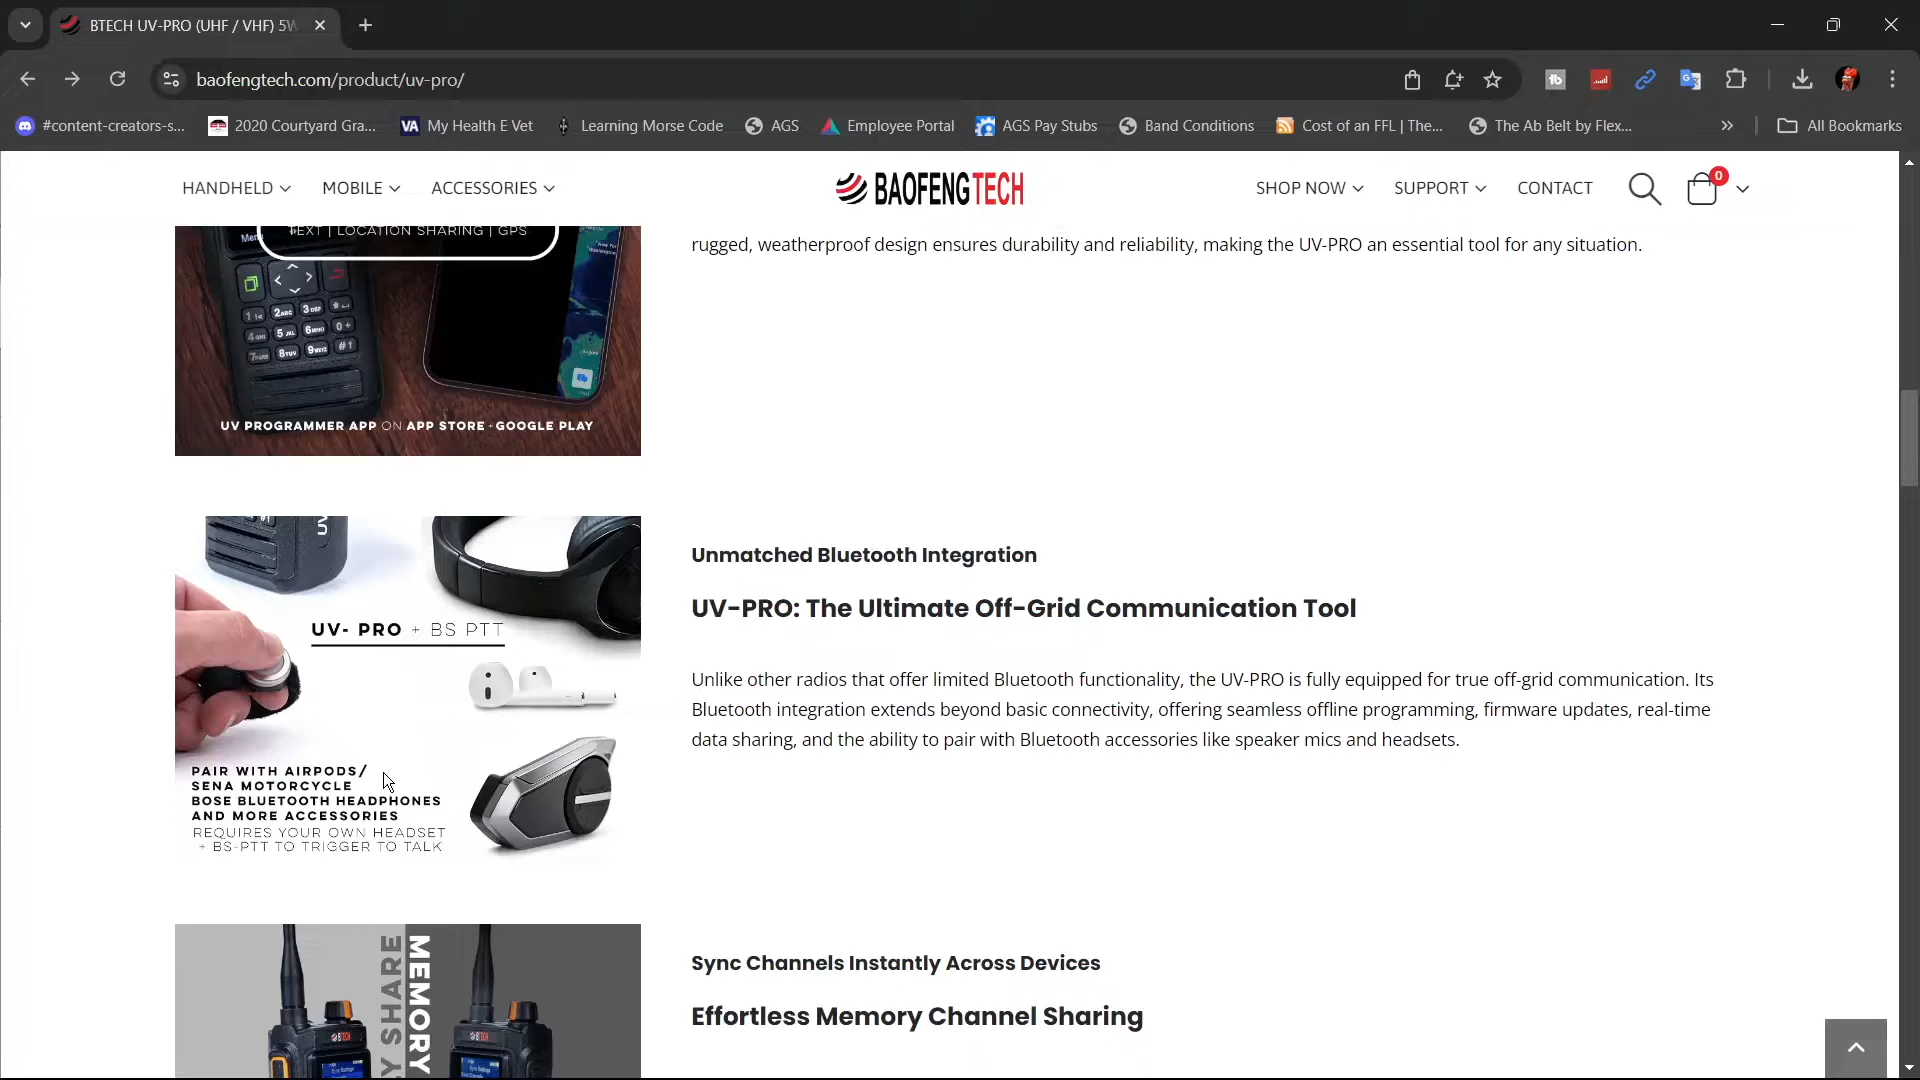 BTECH UV-PRO (UHF / VHF) 5W
baofengtech.com/product/uv-pro/
#content-creators-s...
2020 Courtyard Gra...
VA My Health E Vet
Learning Morse Code
AGS
Employee Portal
AGS Pay Stubs
Band Conditions
Cost of an FFL | The...
The Ab Belt by Flex...
All Bookmarks
HANDHELD
MOBILE
ACCESSORIES
BAOFENGTECH
SHOP NOW
SUPPORT
CONTACT
0
TEXT | LOCATION SHARING | GPS
rugged, weatherproof design ensures durability and reliability, making the UV-PRO an essential tool for any situation.
UV PROGRAMMER APP ON APP STORE + GOOGLE PLAY
Unmatched Bluetooth Integration
UV-PRO: The Ultimate Off-Grid Communication Tool
Unlike other radios that offer limited Bluetooth functionality, the UV-PRO is fully equipped for true off-grid communication. Its
Bluetooth integration extends beyond basic connectivity, offering seamless offline programming, firmware updates, real-time
data sharing, and the ability to pair with Bluetooth accessories like speaker mics and headsets.
UV- PRO + BS PTT
PAIR WITH AIRPODS/
SENA MOTORCYCLE
BOSE BLUETOOTH HEADPHONES
AND MORE ACCESSORIES
REQUIRES YOUR OWN HEADSET
+ BS-PTT TO TRIGGER TO TALK
Sync Channels Instantly Across Devices
Effortless Memory Channel Sharing
Y SHARE
MEMORY
BTECH
BTECH